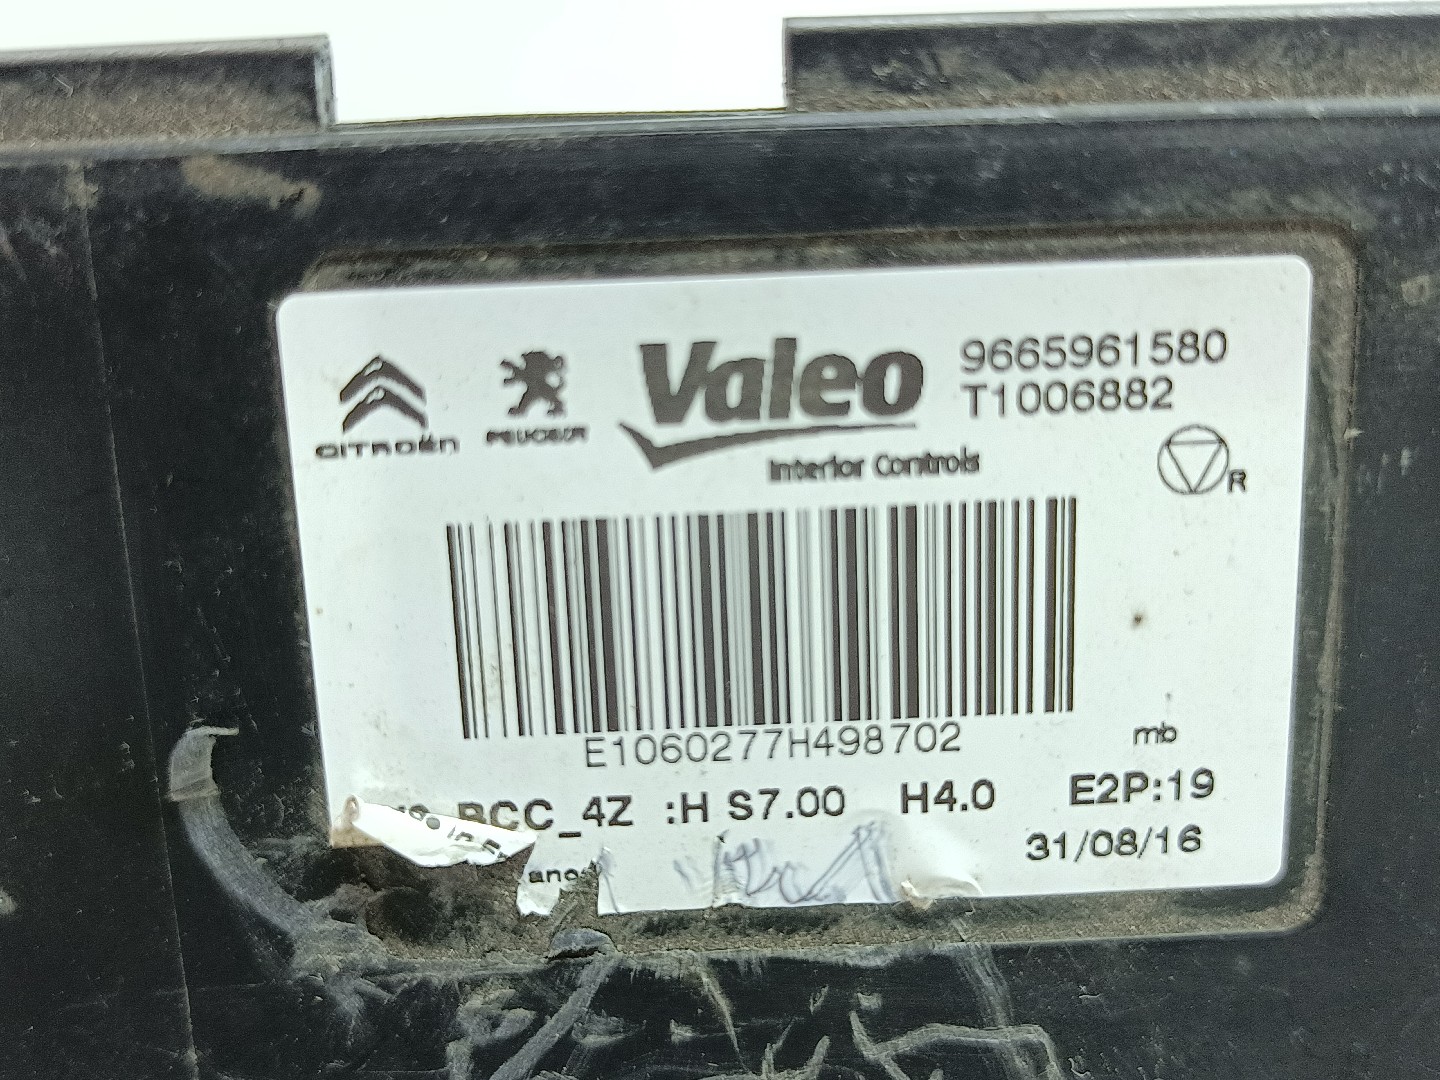 CITROËN PEUGEOT Valeo 9665961580
T1006882
Interior Controls
R
E1060277H498702
mb
BCC_4Z :H S7.00 H4.0 E2P:19
31/08/16